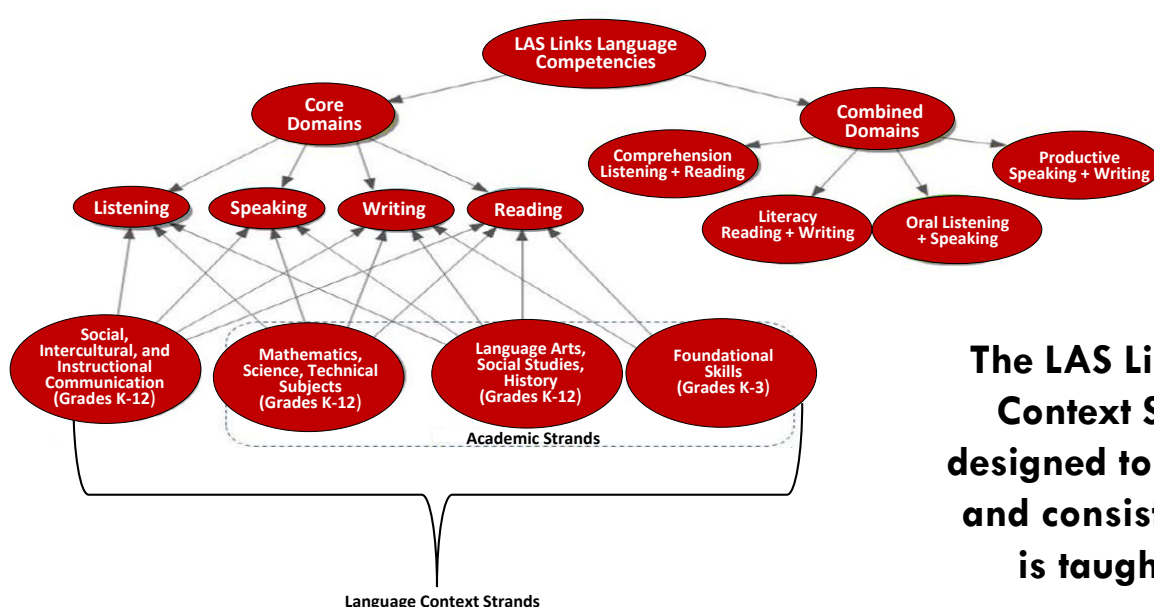 LAS Links Language
Competencies
Core
Domains
Combined
Domains
Comprehension
Listening + Reading
Productive
Speaking + Writing
Listening
Speaking
Writing
Reading
Literacy
Reading + Writing
Oral Listening
+ Speaking
Social,
Intercultural, and
Instructional
Communication
(Grades K-12)
Mathematics,
Science, Technical
Subjects
(Grades K-12)
Language Arts,
Social Studies,
History
(Grades K-12)
Foundational
Skills
(Grades K-3)
Academic Strands
Language Context Strands
The LAS Li
Context S
designed to
and consist
is taugh